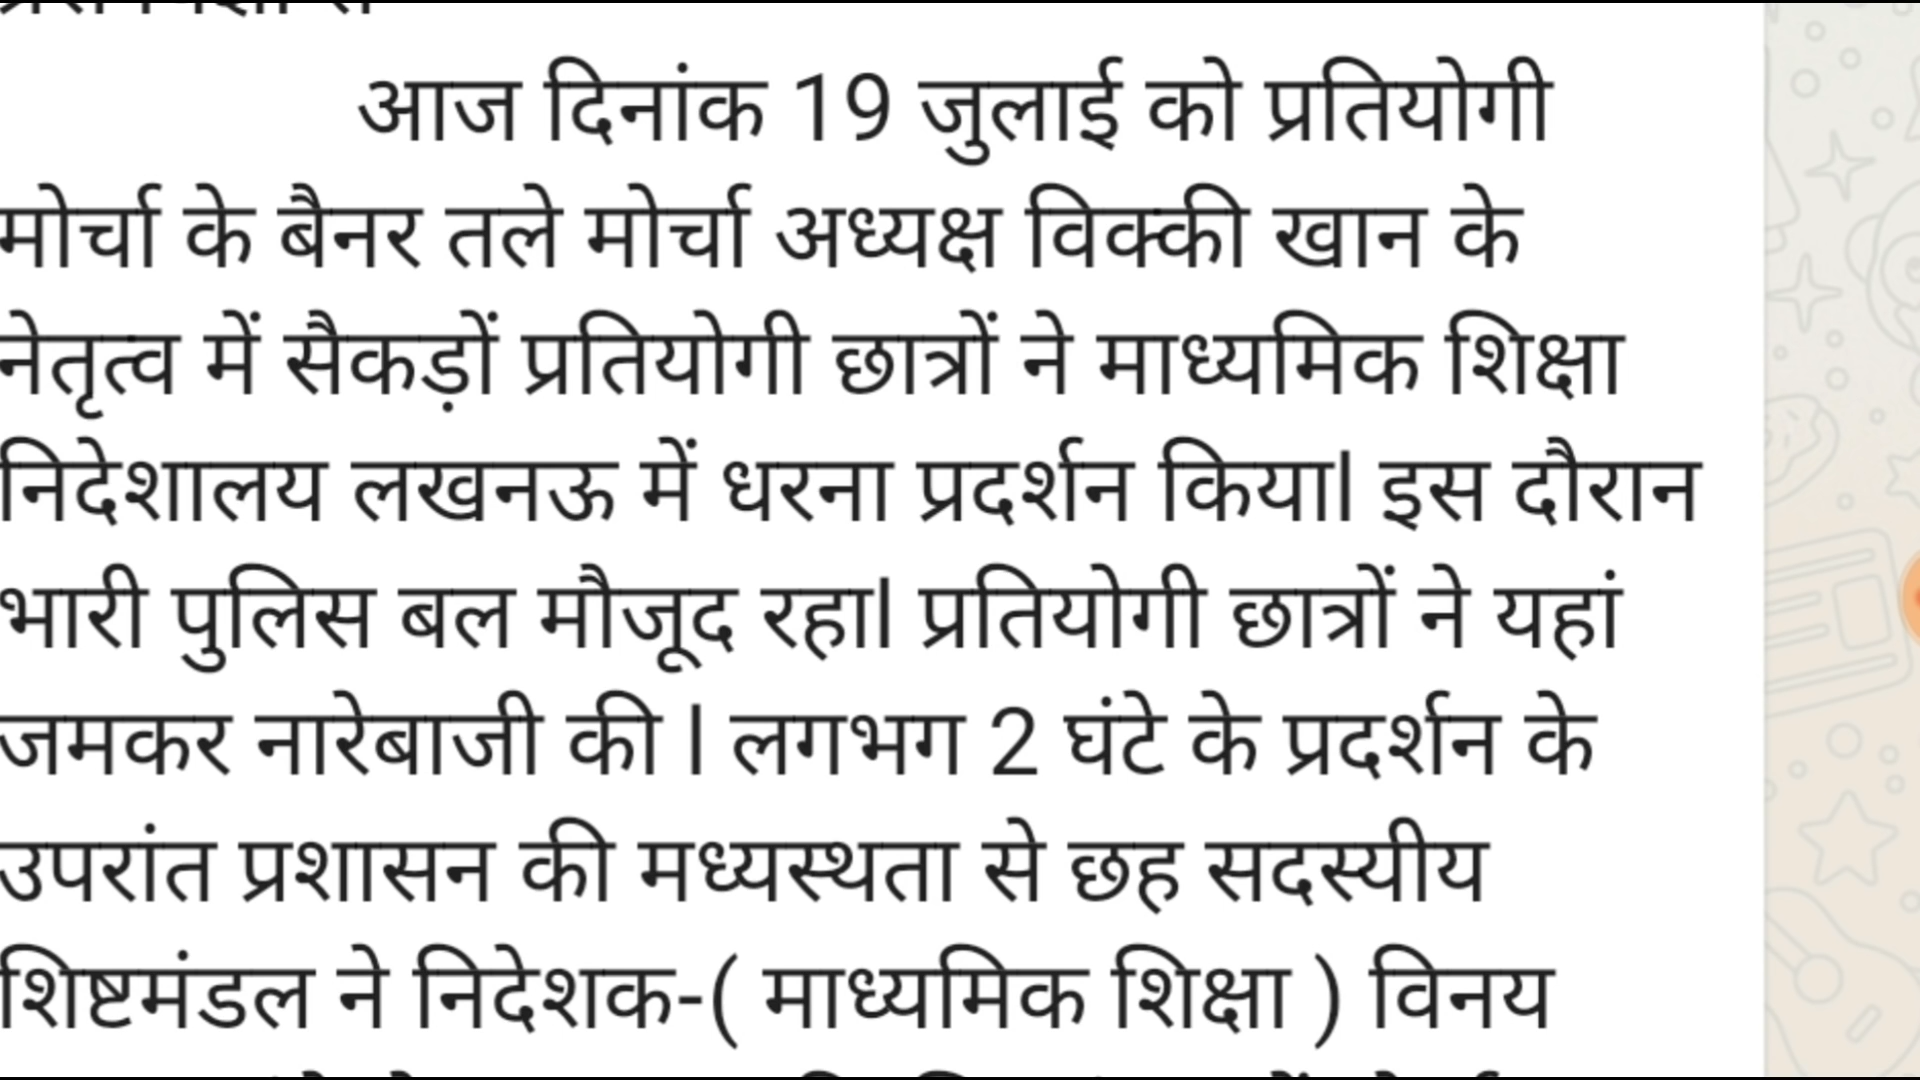 आज दिनांक 19 जुलाई को प्रतियोगी
मोर्चा के बैनर तले मोर्चा अध्यक्ष विक्की खान के
नेतृत्व में सैकड़ों प्रतियोगी छात्रों ने माध्यमिक शिक्षा
निदेशालय लखनऊ में धरना प्रदर्शन किया। इस दौरान
भारी पुलिस बल मौजूद रहा। प्रतियोगी छात्रों ने यहां
जमकर नारेबाजी की । लगभग 2 घंटे के प्रदर्शन के
उपरांत प्रशासन की मध्यस्थता से छह सदस्यीय
शिष्टमंडल ने निदेशक-( माध्यमिक शिक्षा ) विनय